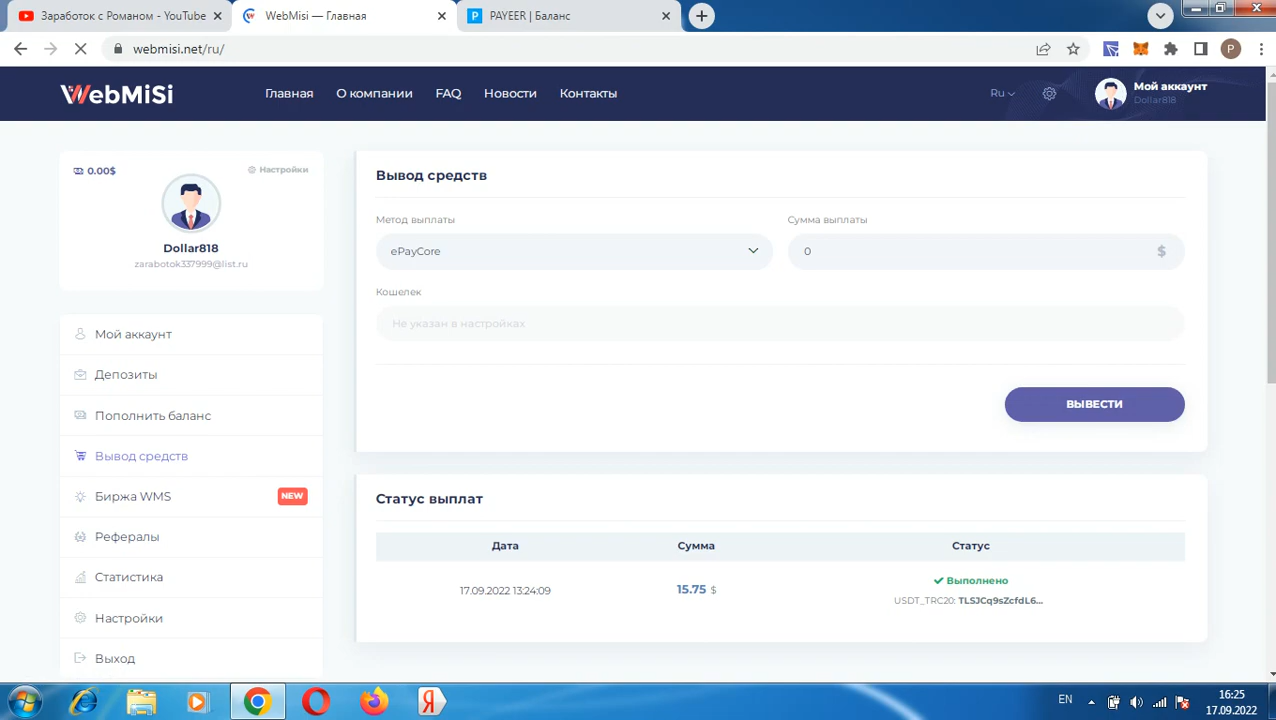 Заработок с Романом - YouTube
WebMisi — Главная
PAYEER | Баланс
webmisi.net/ru/
P
WebMiSi
Главная
О компании
FAQ
Новости
Контакты
Ru
Мой аккаунт
Dollar818
0.00$
Настройки
Dollar818
zarabotok337999@list.ru
Мой аккаунт
Депозиты
Пополнить баланс
Вывод средств
Биржа WMS
NEW
Рефералы
Статистика
Настройки
Выход
Вывод средств
Метод выплаты
Сумма выплаты
ePayCore
0
$
Кошелек
Не указан в настройках
ВЫВЕСТИ
Статус выплат
Дата
Сумма
Статус
17.09.2022 13:24:09
15.75 $
Выполнено
USDT_TRC20: TLSJCq9sZcfdL6...
EN
16:25
17.09.2022